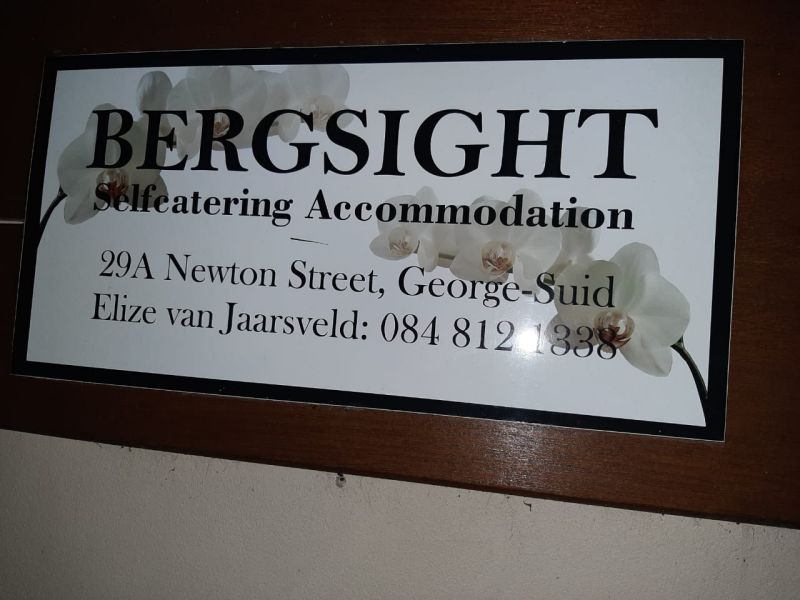 BERGSIGHT
Selfcatering Accommodation
29A Newton Street, George-Suid
Elize van Jaarsveld: 084 812 1338